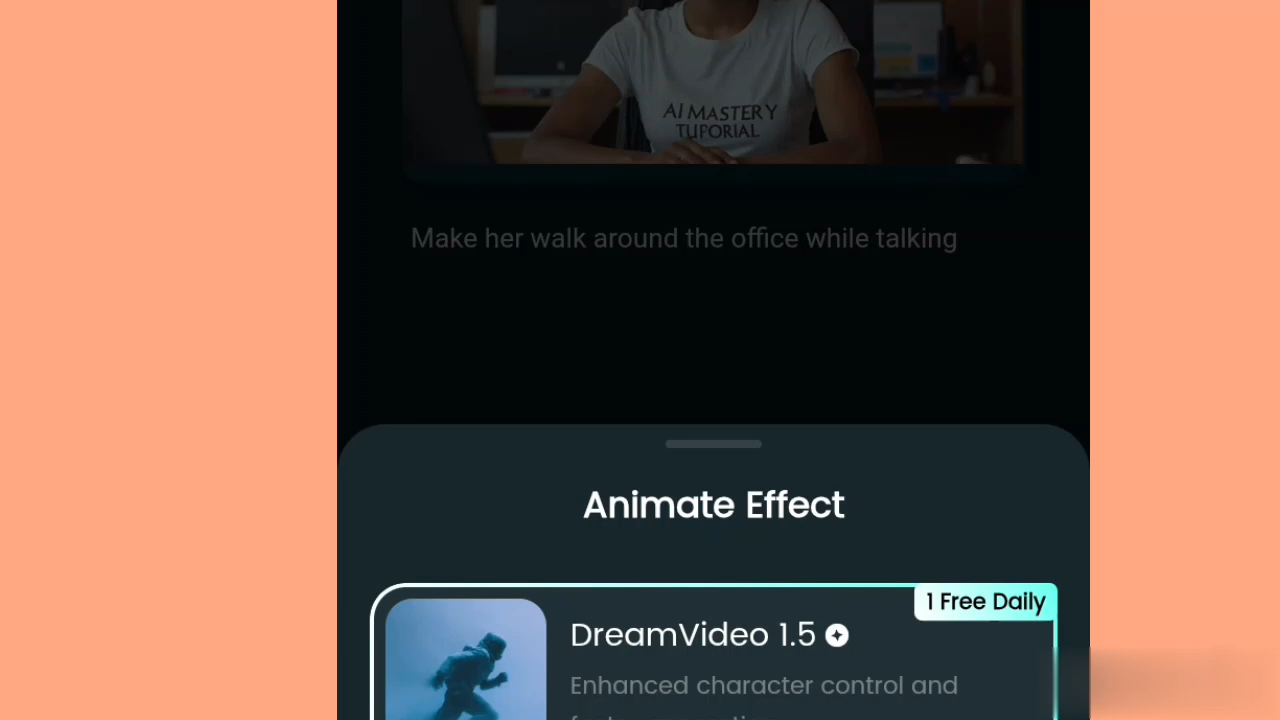 AI MASTERY
TUFORIAL
Make her walk around the office while talking
Animate Effect
1 Free Daily
DreamVideo 1.5
Enhanced character control and